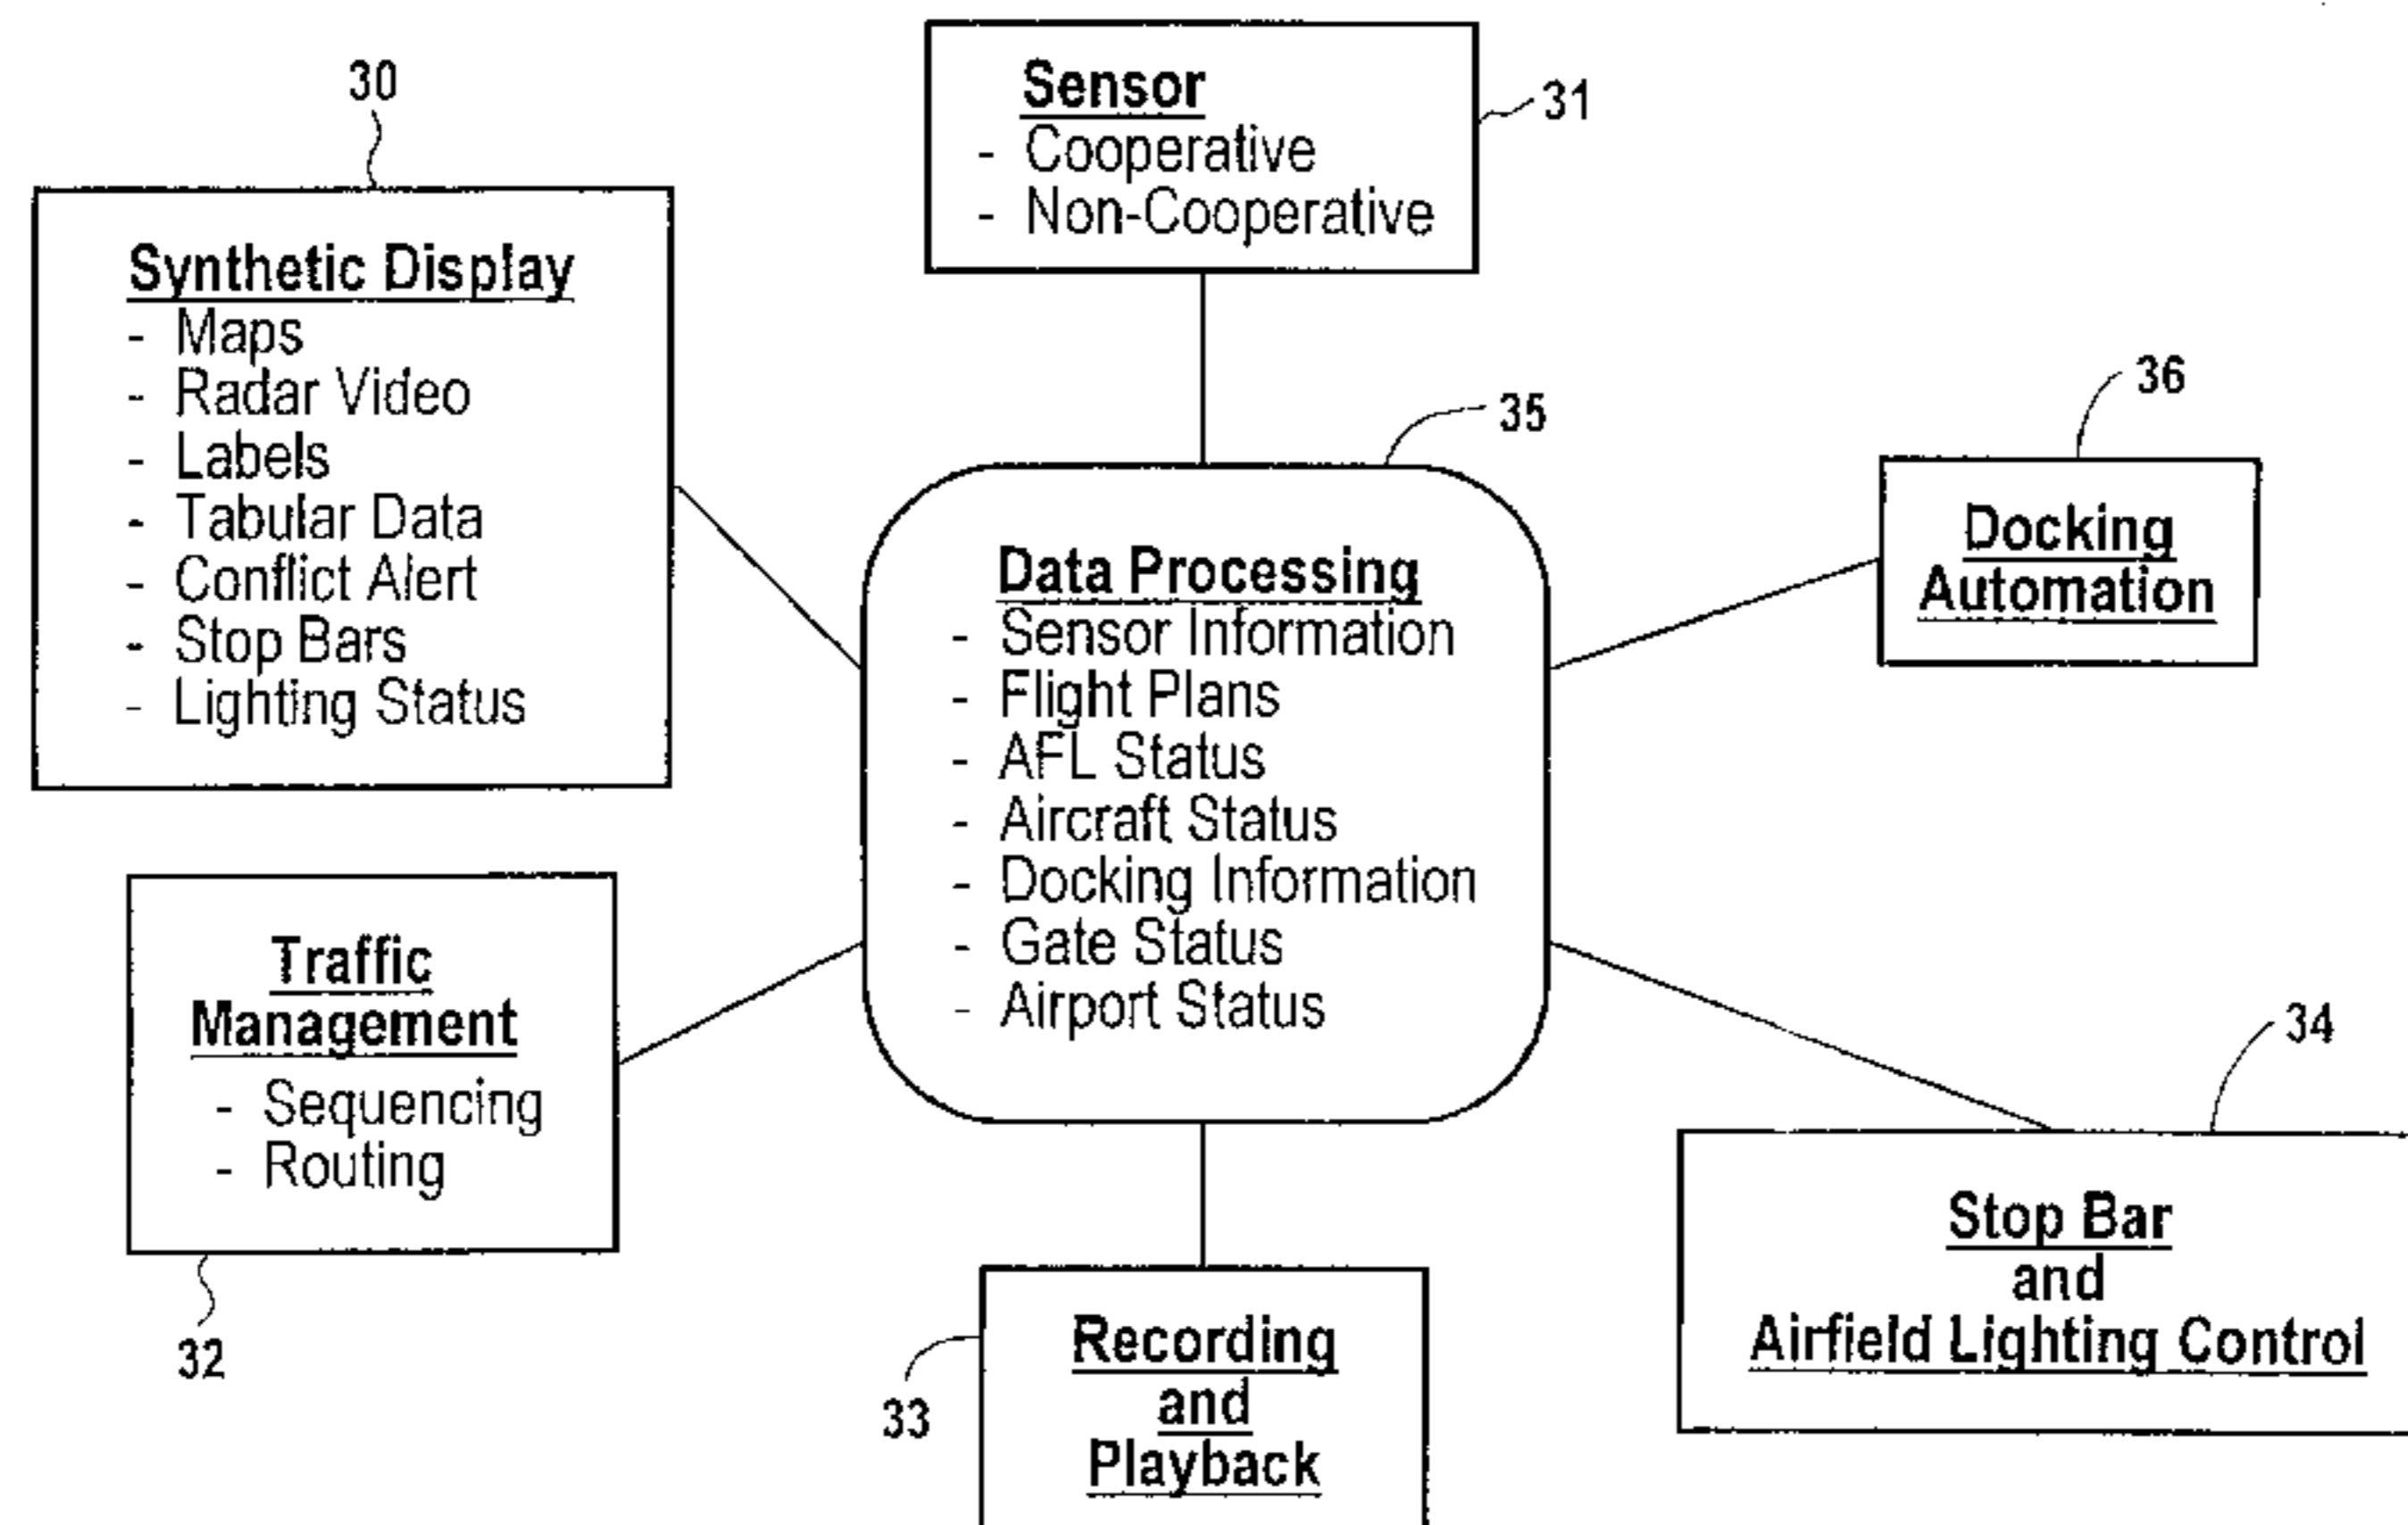 30
Synthetic Display
- Maps
- Radar Video
- Labels
- Tabular Data
- Conflict Alert
- Stop Bars
- Lighting Status
Sensor
- Cooperative
- Non-Cooperative
31
35
Data Processing
- Sensor Information
- Flight Plans
- AFL Status
- Aircraft Status
- Docking Information
- Gate Status
- Airport Status
36
Docking
Automation
Traffic
Management
- Sequencing
- Routing
32
33
Recording
and
Playback
34
Stop Bar
and
Airfield Lighting Control